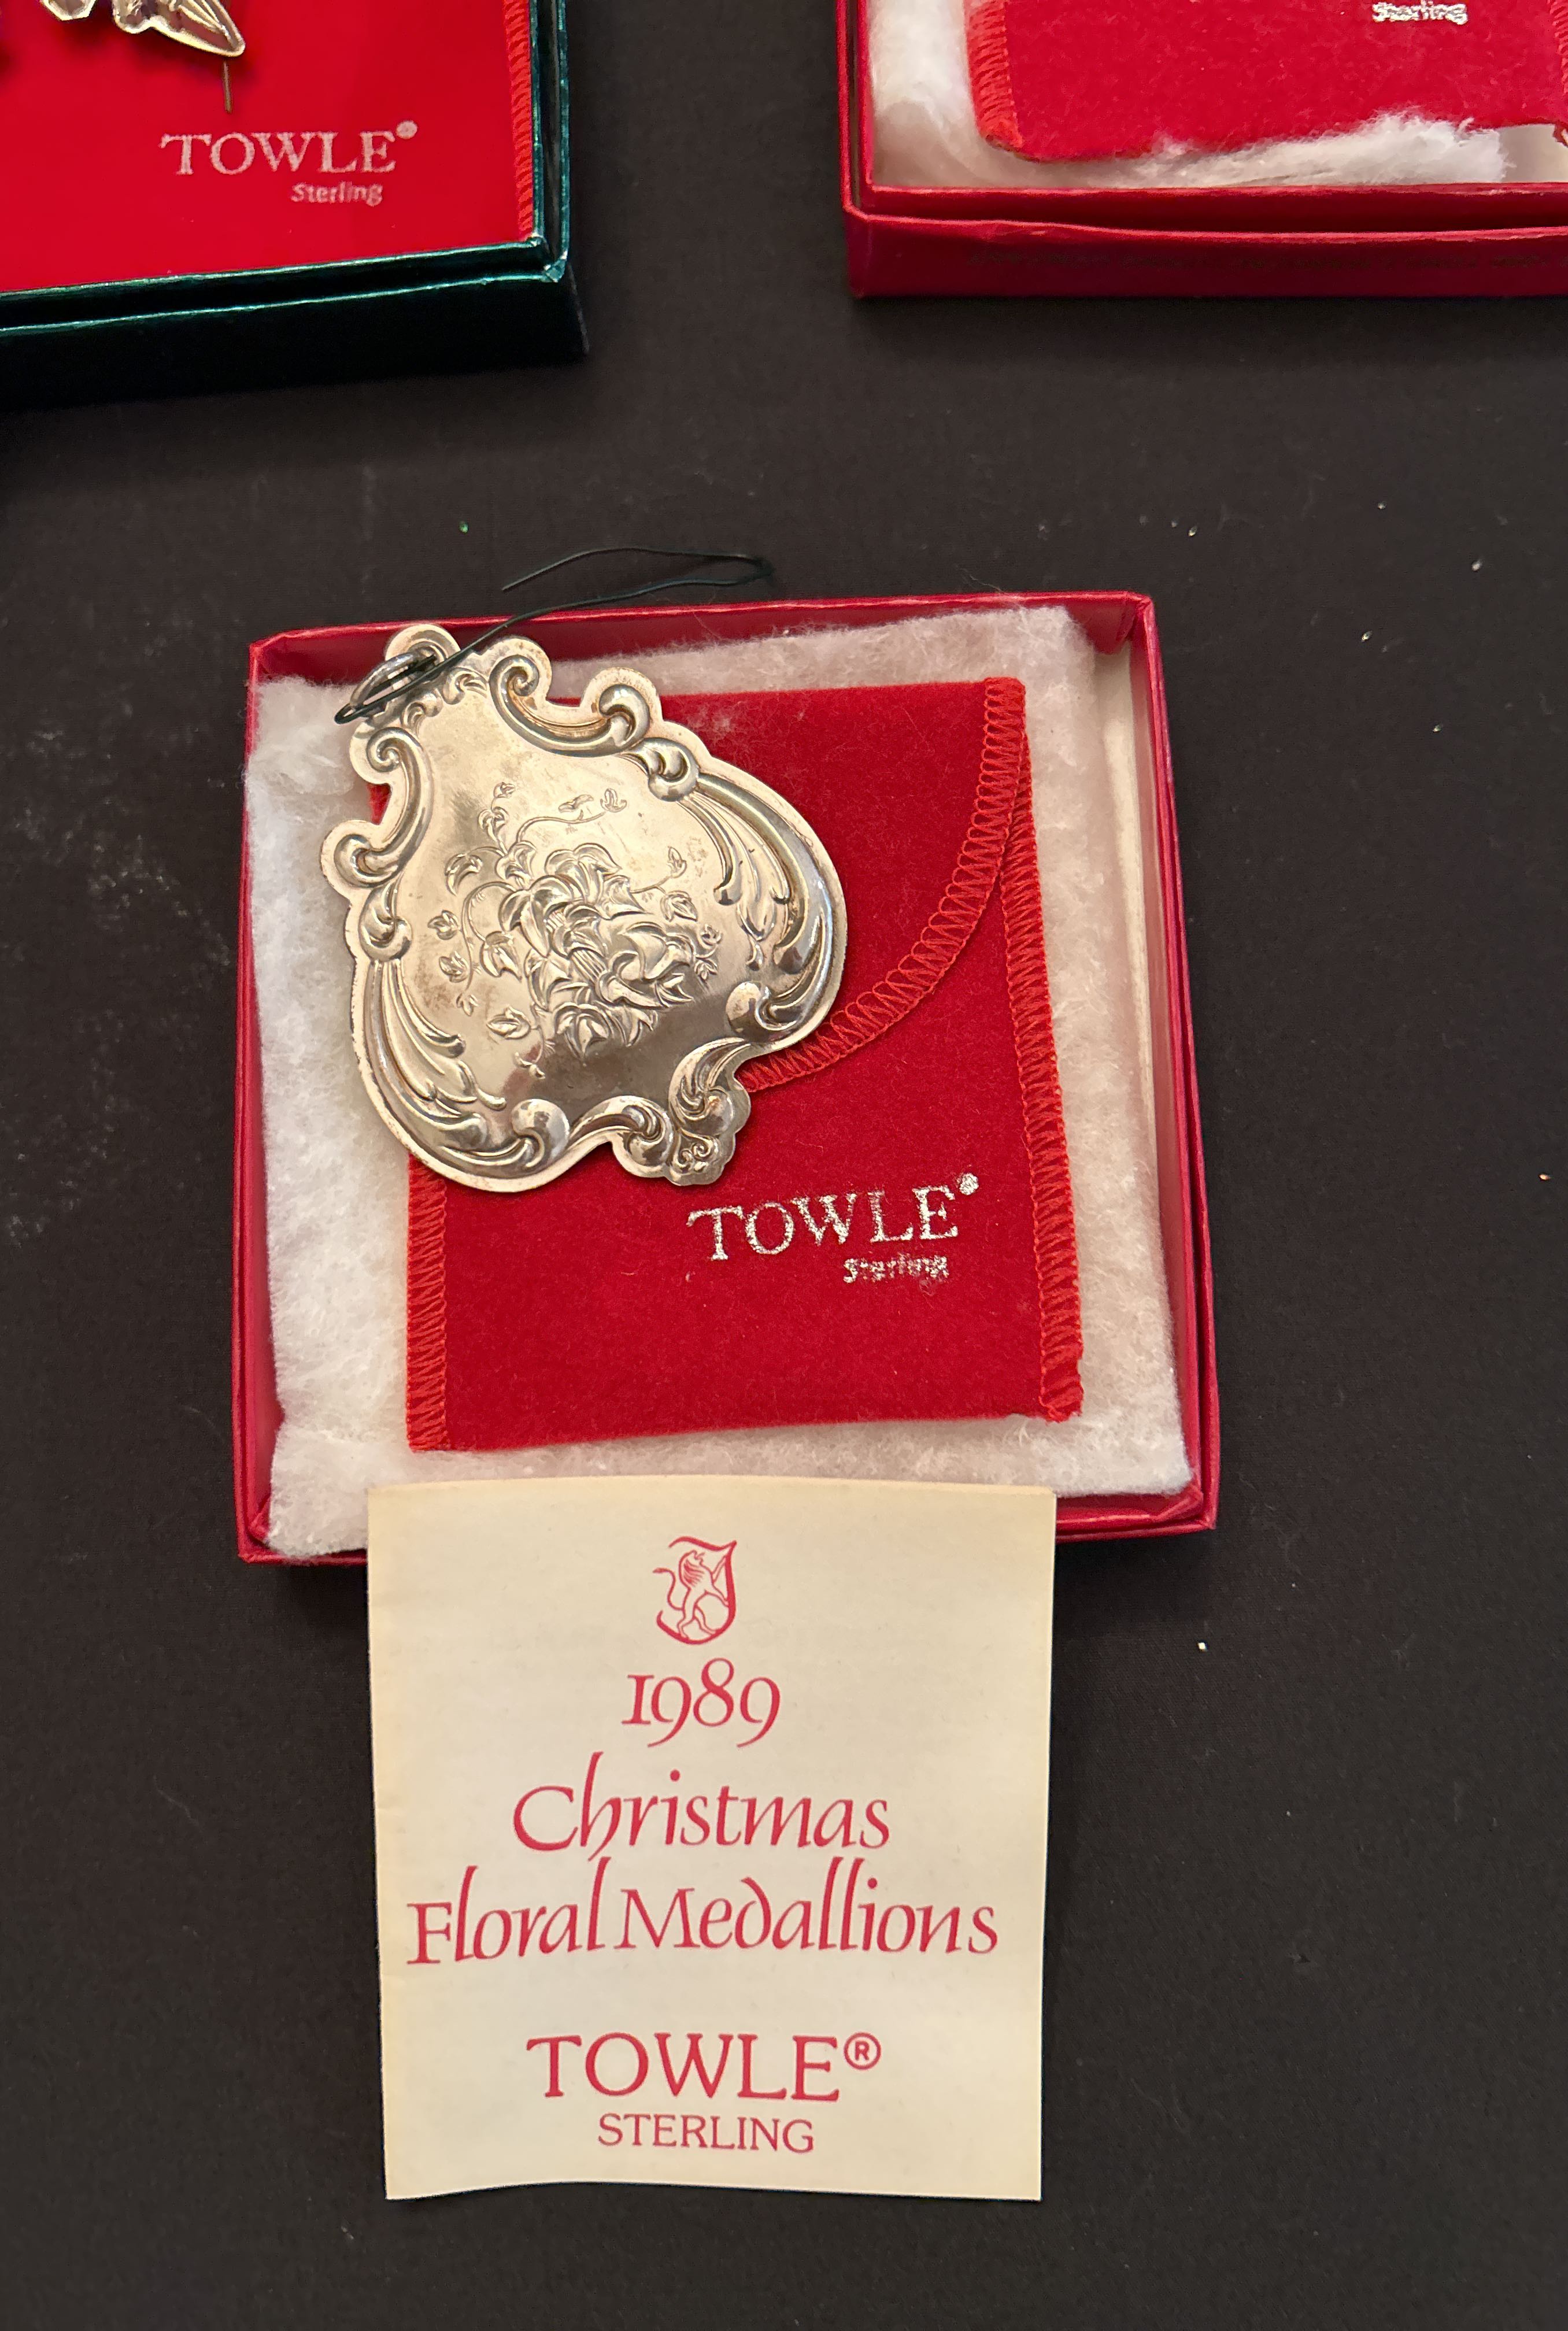 TOWLE®
Sterling
Sterling
TOWLE®
Sterling
1989
Christmas
Floral Medallions
TOWLE®
STERLING